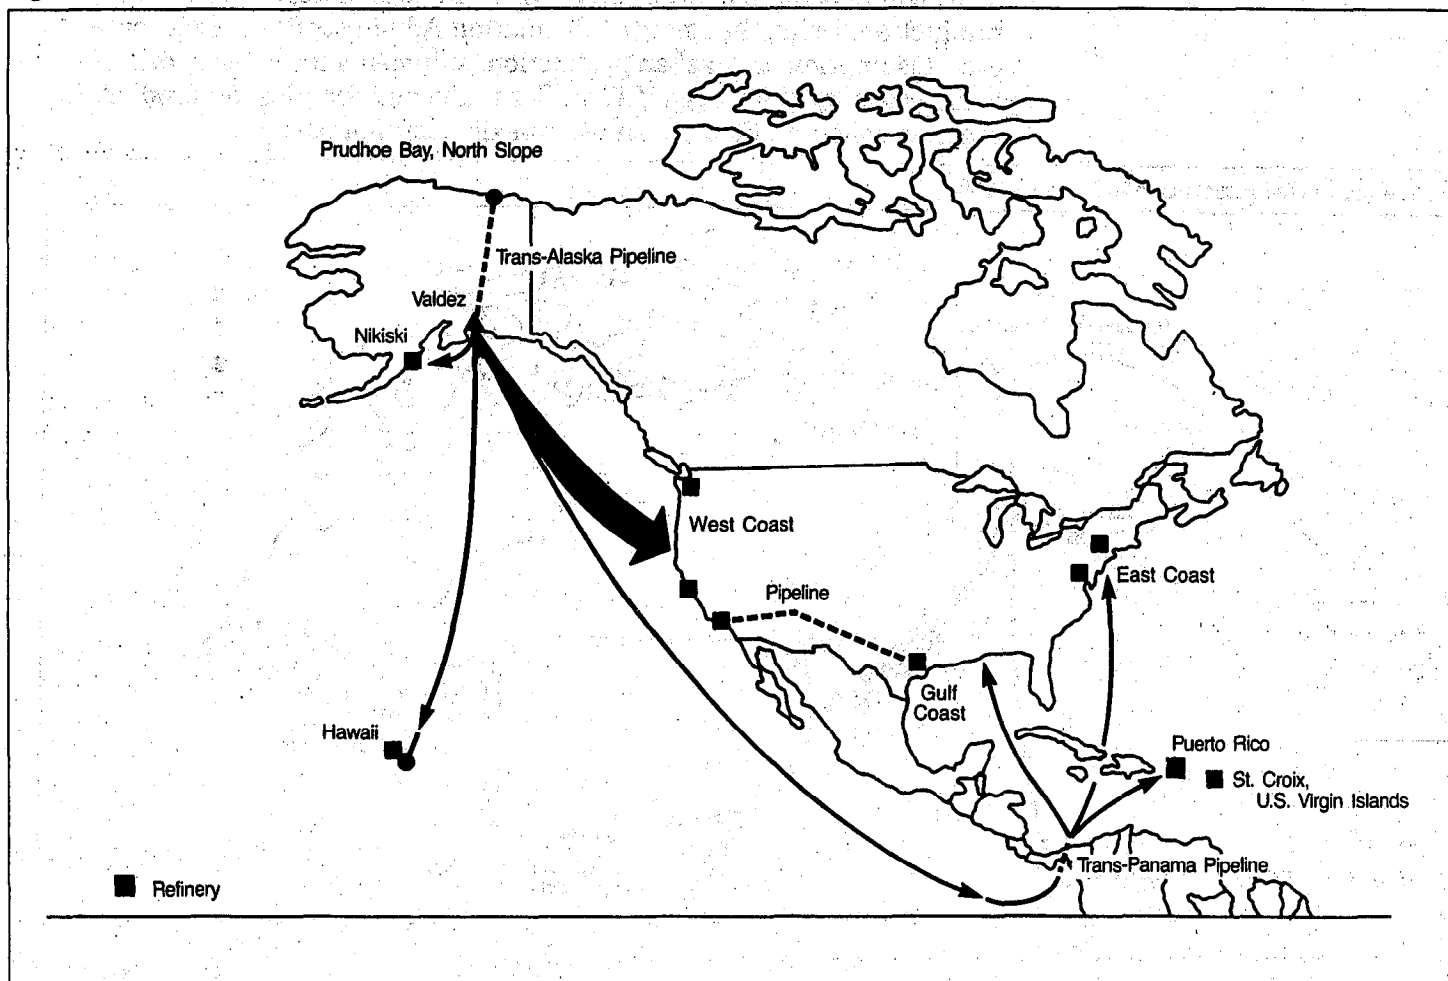 Prudhoe Bay, North Slope
Trans-Alaska Pipeline
Valdez
Nikiski
West Coast
Pipeline
East Coast
Gulf
Coast
Hawaii
Puerto Rico
St. Croix,
U.S. Virgin Islands
Trans-Panama Pipeline
Refinery